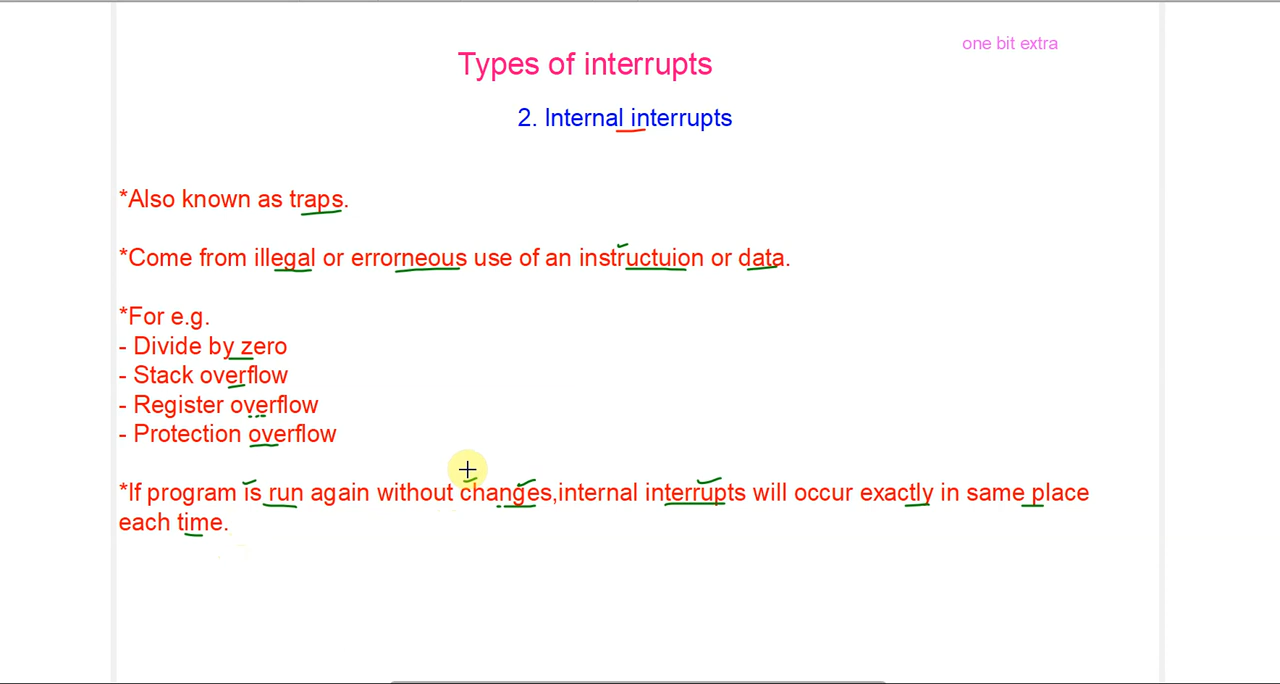 one bit extra
Types of interrupts
2. Internal interrupts
*Also known as traps.
*Come from illegal or errorneous use of an instructuion or data.
*For e.g.
- Divide by zero
- Stack overflow
- Register overflow
- Protection overflow
*If program is run again without changes,internal interrupts will occur exactly in same place
each time.